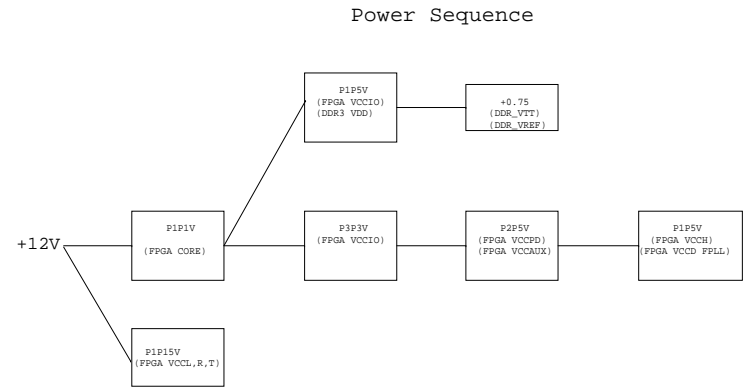 Power Sequence
P1P5V
(FPGA VCCIO)
(DDR3 VDD)
+0.75
(DDR_VTT)
(DDR_VREF)
+12V
P1P1V
(FPGA CORE)
P3P3V
(FPGA VCCIO)
P2P5V
(FPGA VCCPD)
(FPGA VCCAUX)
P1P5V
(FPGA VCCH)
(FPGA VCCD FPLL)
P1P15V
(FPGA VCCL,R,T)